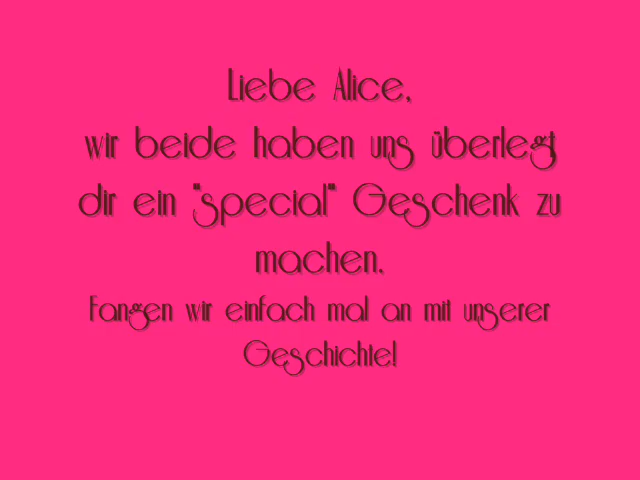 Liebe Alice,
wir beide haben uns überlegt
dir ein "special" Geschenk zu
machen.
Fangen wir einfach mal an mit unserer
Geschichte!